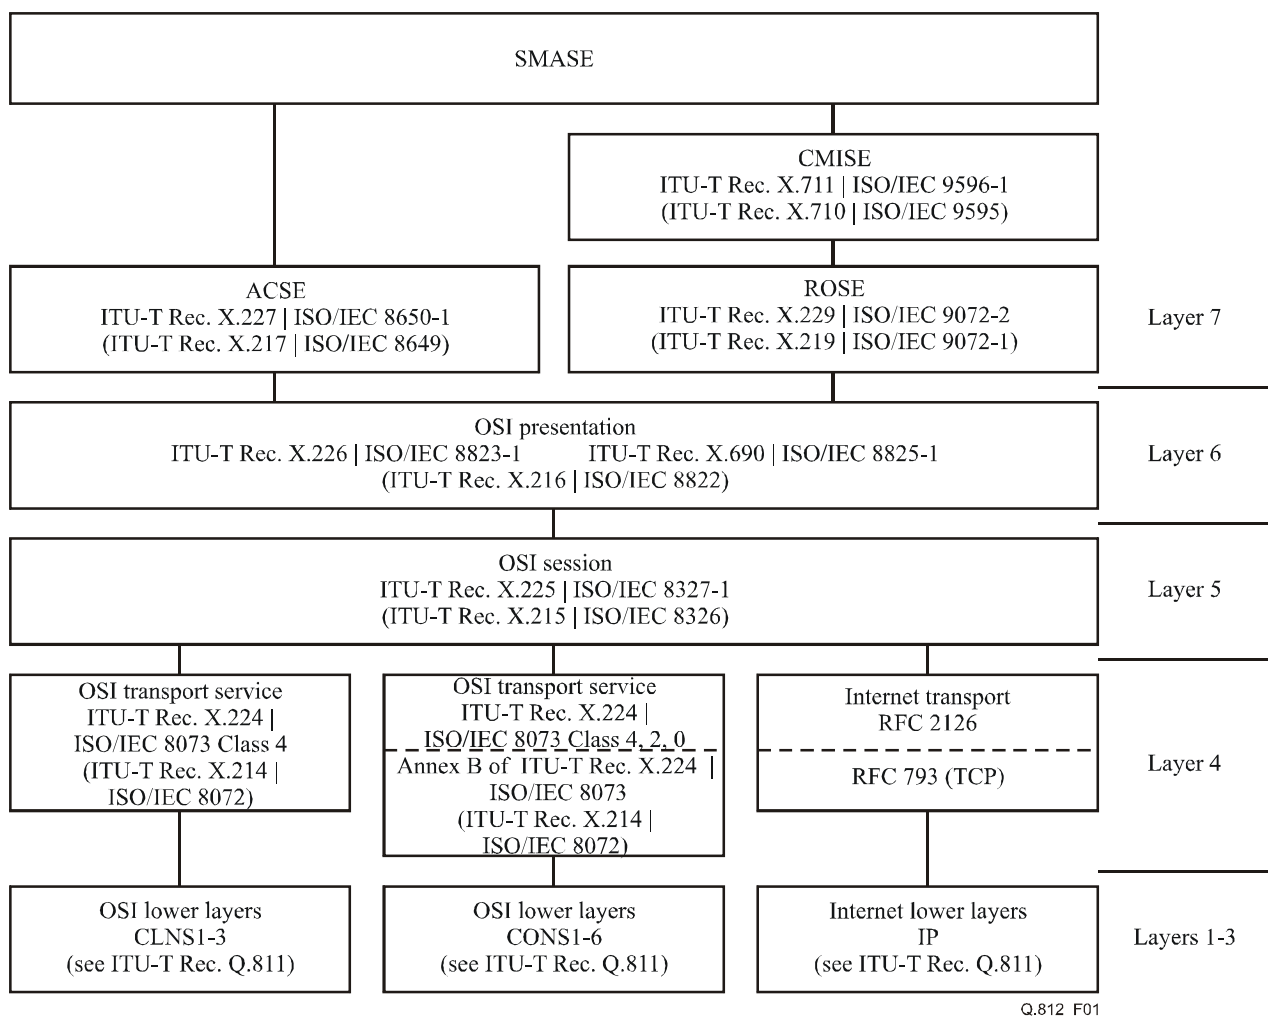 SMASE
CMISE
ITU-T Rec. X.711 | ISO/IEC 9596-1
(ITU-T Rec. X.710 | ISO/IEC 9595)
ACSE
ITU-T Rec. X.227 | ISO/IEC 8650-1
(ITU-T Rec. X.217 | ISO/IEC 8649)
ROSE
ITU-T Rec. X.229 | ISO/IEC 9072-2
(ITU-T Rec. X.219 | ISO/IEC 9072-1)
Layer 7
OSI presentation
ITU-T Rec. X.226 | ISO/IEC 8823-1 ITU-T Rec. X.690 | ISO/IEC 8825-1
(ITU-T Rec. X.216 | ISO/IEC 8822)
Layer 6
OSI session
ITU-T Rec. X.225 | ISO/IEC 8327-1
(ITU-T Rec. X.215 | ISO/IEC 8326)
Layer 5
OSI transport service
ITU-T Rec. X.224 |
ISO/IEC 8073 Class 4
(ITU-T Rec. X.214 |
ISO/IEC 8072)
OSI transport service
ITU-T Rec. X.224 |
ISO/IEC 8073 Class 4, 2, 0
Annex B of ITU-T Rec. X.224 |
ISO/IEC 8073
(ITU-T Rec. X.214 |
ISO/IEC 8072)
Internet transport
RFC 2126
RFC 793 (TCP)
Layer 4
OSI lower layers
CLNS1-3
(see ITU-T Rec. Q.811)
OSI lower layers
CONS1-6
(see ITU-T Rec. Q.811)
Internet lower layers
IP
(see ITU-T Rec. Q.811)
Layers 1-3
Q.812_F01